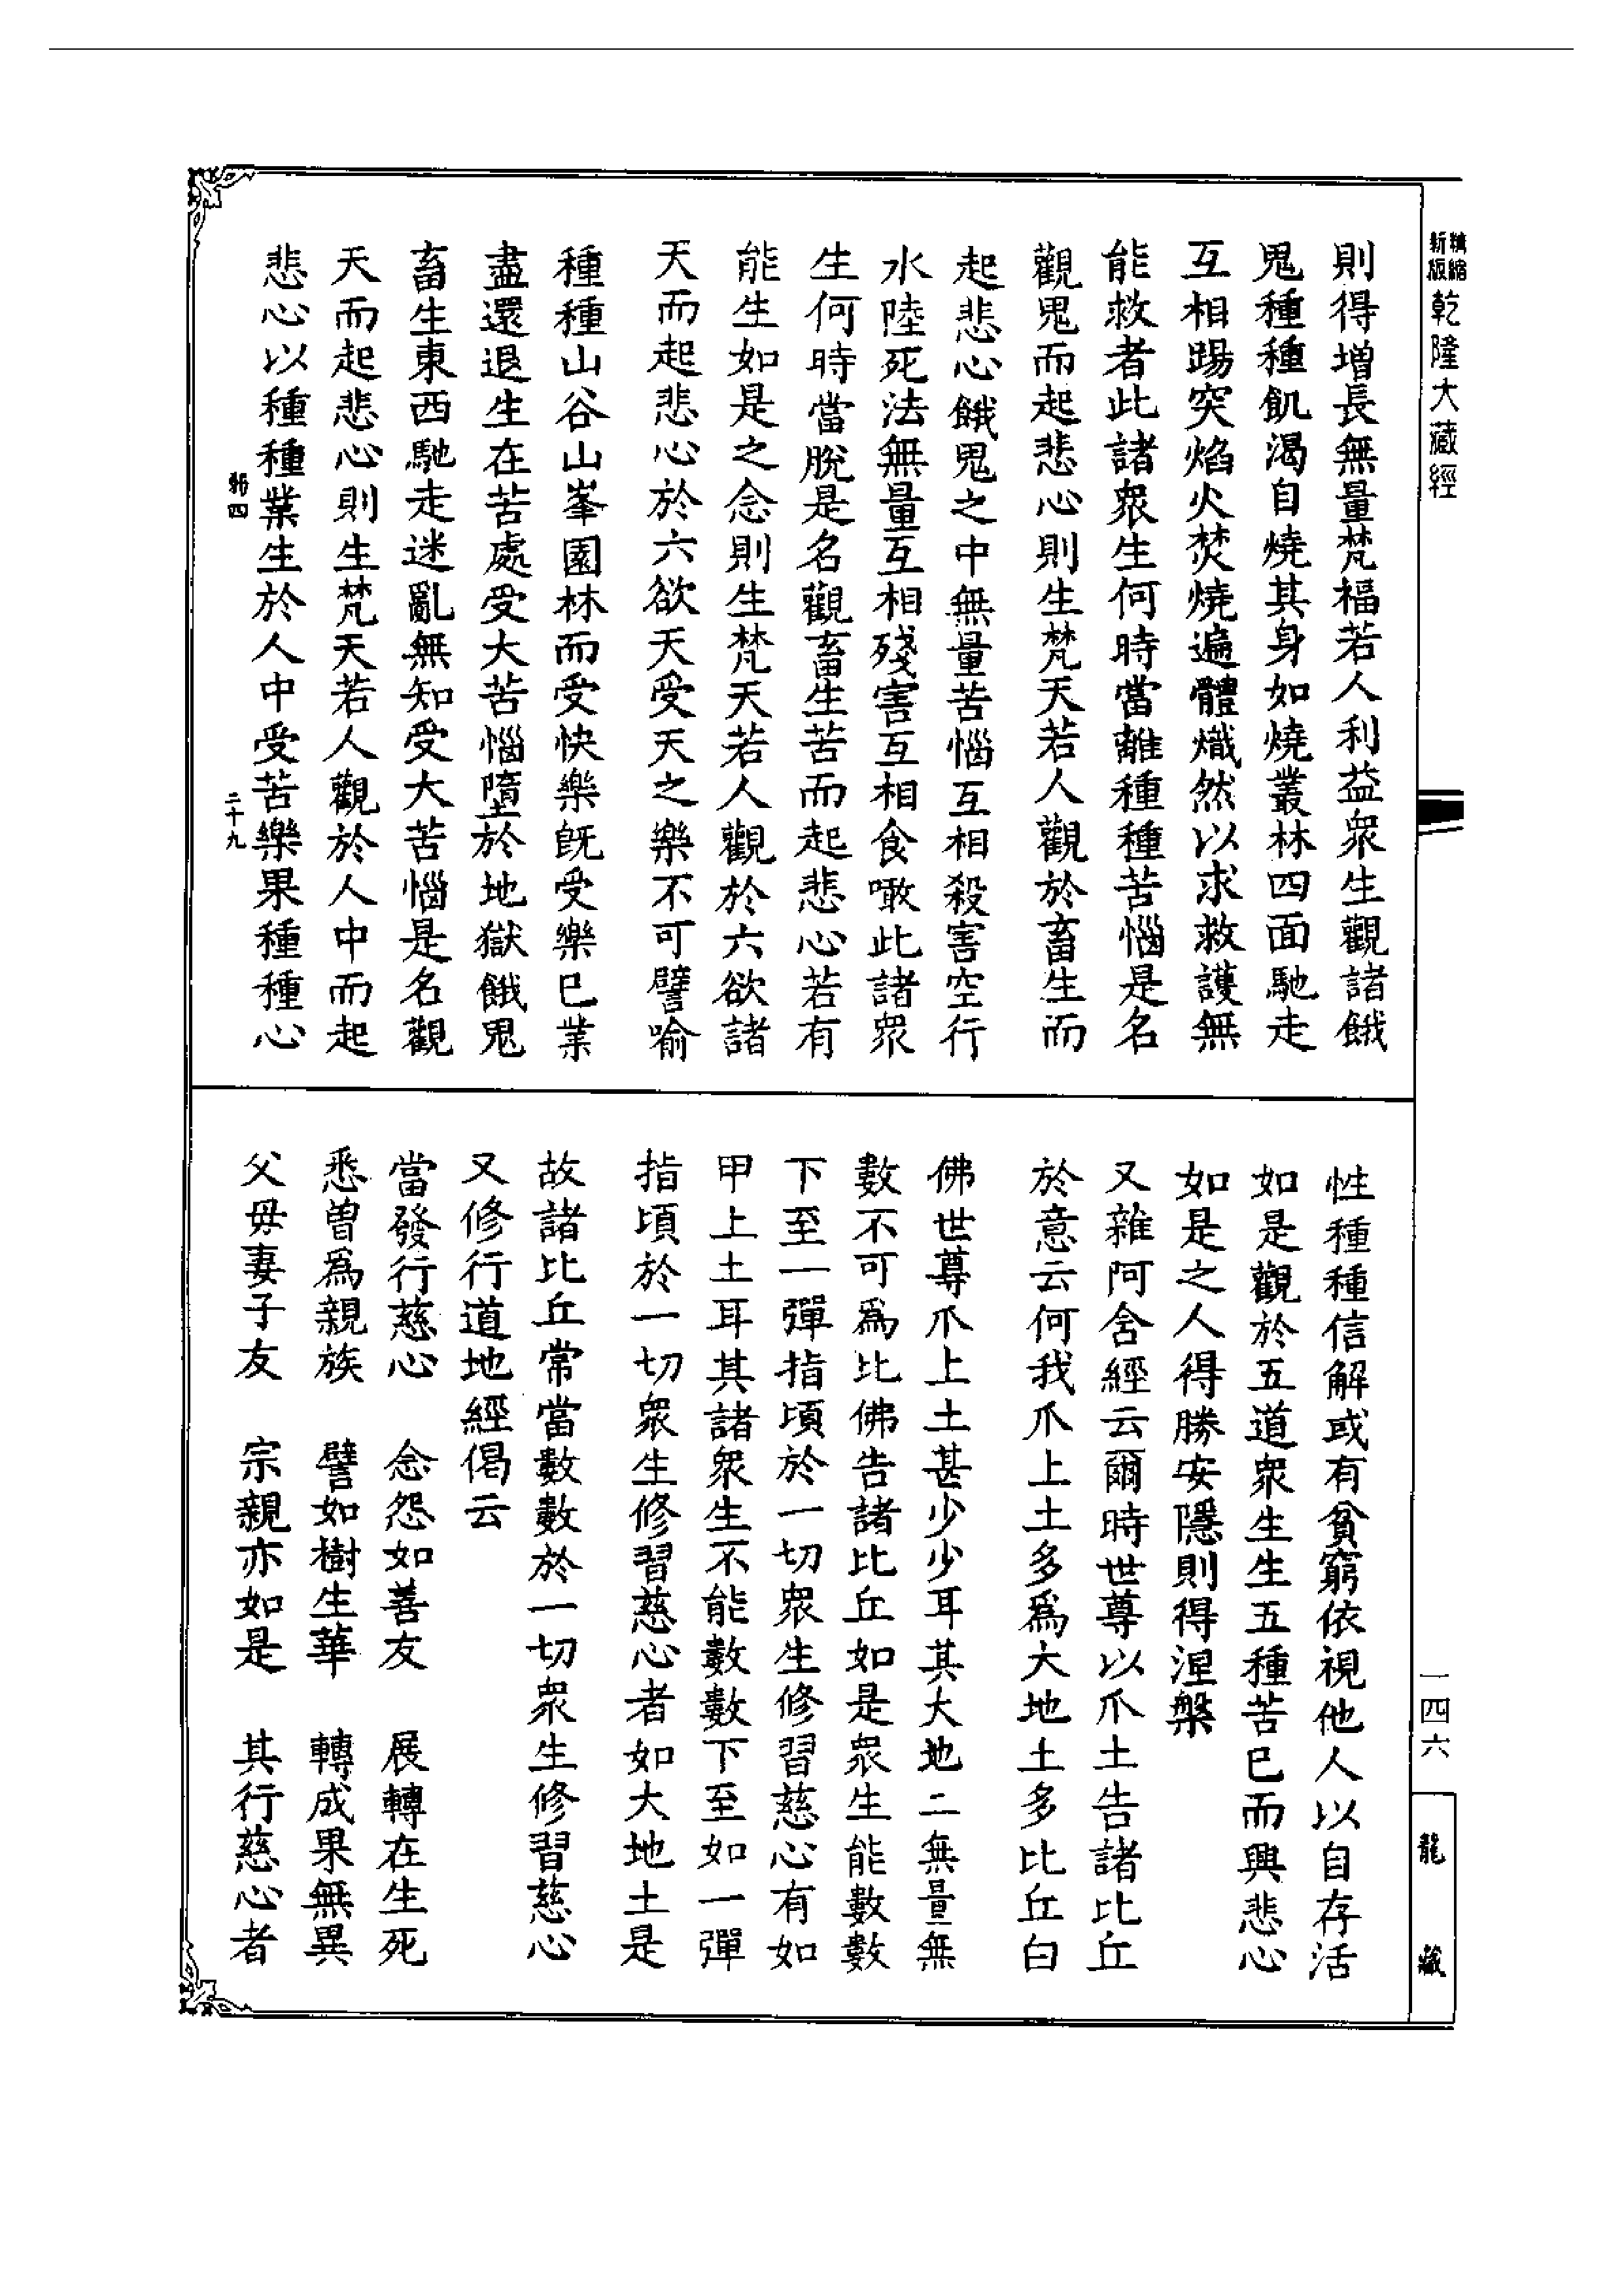 精縮新版乾隆大藏經
則得增長無量梵福若人利益衆生觀諸餓
鬼種種飢渴自燒其身如燒叢林四面馳走
互相踢突焰火焚燒遍體熾然以求救護無
能救者此諸衆生何時當離種種苦惱是名
觀鬼而起悲心則生梵天若人觀於畜生而
起悲心餓鬼之中無量苦惱互相殺害空行
水陸死法無量互相殘害互相食噉此諸衆
生何時當脫是名觀畜生苦而起悲心若有
能生如是之念則生梵天若人觀於六欲諸
天而起悲心於六欲天受天之樂不可譬喻
種種山谷山峯園林而受快樂旣受樂已業
盡還退生在苦處受大苦惱墮於地獄餓鬼
畜生東西馳走迷亂無知受大苦惱是名觀
天而起悲心則生梵天若人觀於人中而起
悲心以種種業生於人中受苦樂果種種心
四 二十九
性種種信解或有貧窮依視他人以自存活
如是觀於五道衆生生五種苦已而興悲心
如是之人得勝安隱則得涅槃
又雜阿含經云爾時世尊以爪土告諸比丘
於意云何我爪上土多爲大地土多比丘白
佛世尊爪上土甚少少耳其大地土無量無
數不可爲比佛告諸比丘如是衆生能數數
下至一彈指頃於一切衆生修習慈心有如
甲上土耳其諸衆生不能數數下至如一彈
指頃於一切衆生修習慈心者如大地土是
故諸比丘常當數數於一切衆生修習慈心
又修行道地經偈云
當發行慈心 念怨如善友 展轉在生死
悉曾爲親族 譬如樹生華 轉成果無異
父母妻子友 宗親亦如是 其行慈心者
一四六
龍藏